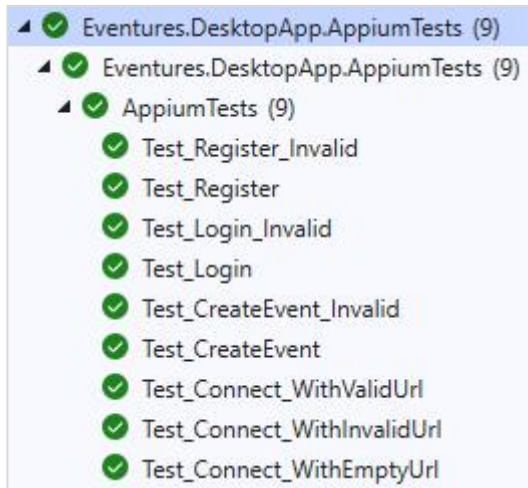 Eventures.DesktopApp.AppiumTests (9)
Eventures.DesktopApp.AppiumTests (9)
AppiumTests (9)
Test_Register_Invalid
Test_Register
Test_Login_Invalid
Test_Login
Test_CreateEvent_Invalid
Test_CreateEvent
Test_Connect_WithValidUrl
Test_Connect_WithInvalidUrl
Test_Connect_WithEmptyUrl